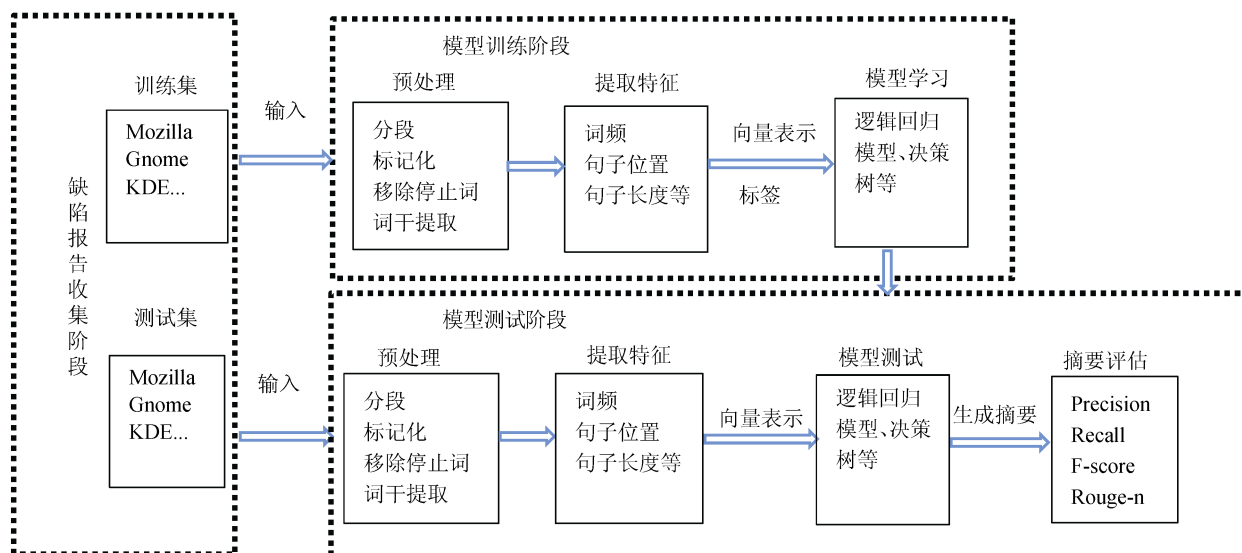 缺陷报告收集阶段
训练集
Mozilla
Gnome
KDE...
测试集
Mozilla
Gnome
KDE...
输入
输入
模型训练阶段
预处理
分段
标记化
移除停止词
词干提取
提取特征
词频
句子位置
句子长度等
向量表示
标签
模型学习
逻辑回归
模型、决策
树等
模型测试阶段
预处理
分段
标记化
移除停止词
词干提取
提取特征
词频
句子位置
句子长度等
向量表示
模型测试
逻辑回归
模型、决策
树等
生成摘要
摘要评估
Precision
Recall
F-score
Rouge-n